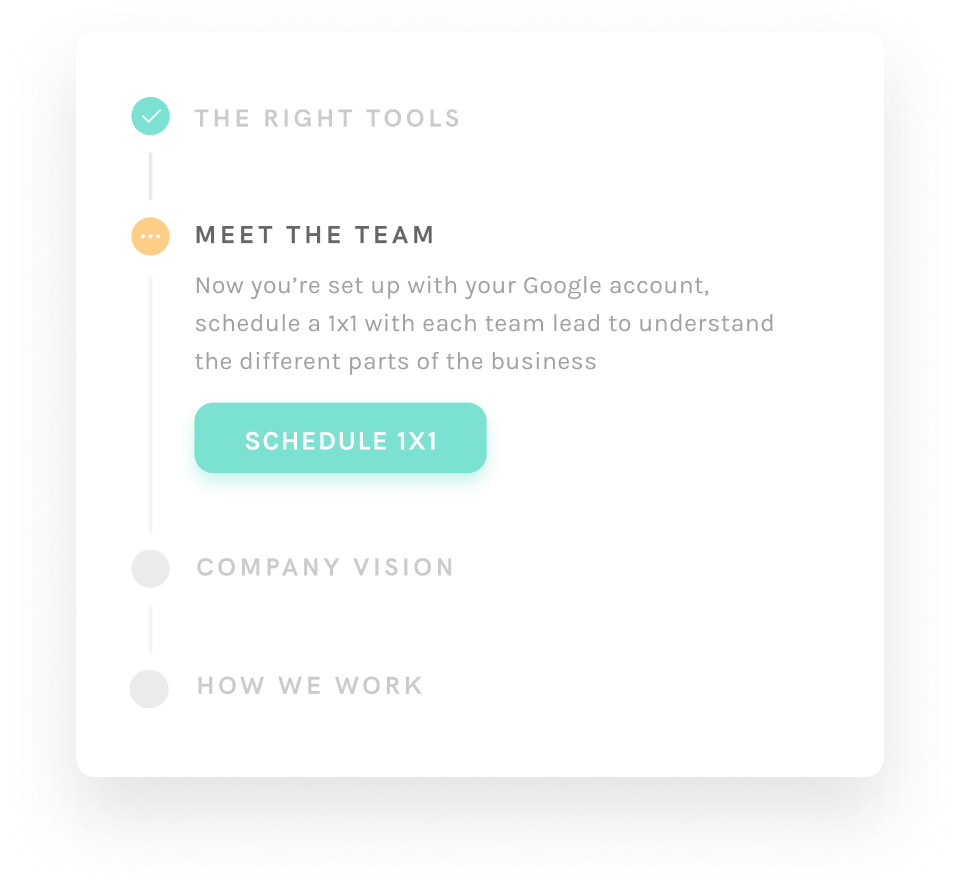 THE RIGHT TOOLS
MEET THE TEAM
Now you’re set up with your Google account,
schedule a 1x1 with each team lead to understand
the different parts of the business
SCHEDULE 1X1
COMPANY VISION
HOW WE WORK